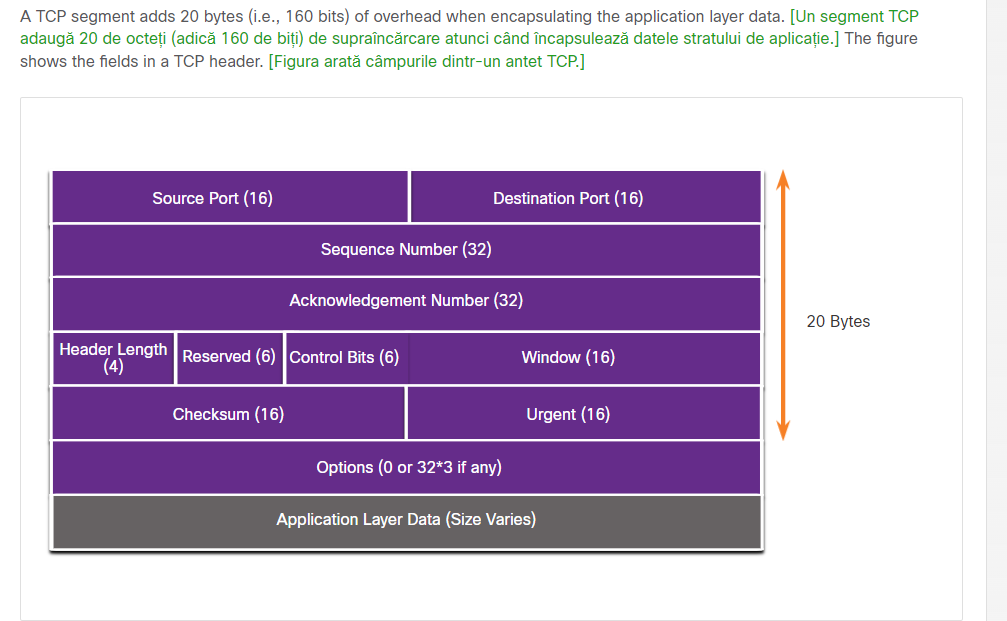 A TCP segment adds 20 bytes (i.e., 160 bits) of overhead when encapsulating the application layer data. [Un segment TCP
adaugă 20 de octeți (adică 160 de biți) de supraîncărcare atunci când încapsulează datele stratului de aplicație.] The figure
shows the fields in a TCP header. [Figura arată câmpurile dintr-un antet TCP.]
Source Port (16)
Destination Port (16)
Sequence Number (32)
Acknowledgement Number (32)
20 Bytes
Header Length
(4)
Reserved (6)
Control Bits (6)
Window (16)
Checksum (16)
Urgent (16)
Options (0 or 32*3 if any)
Application Layer Data (Size Varies)